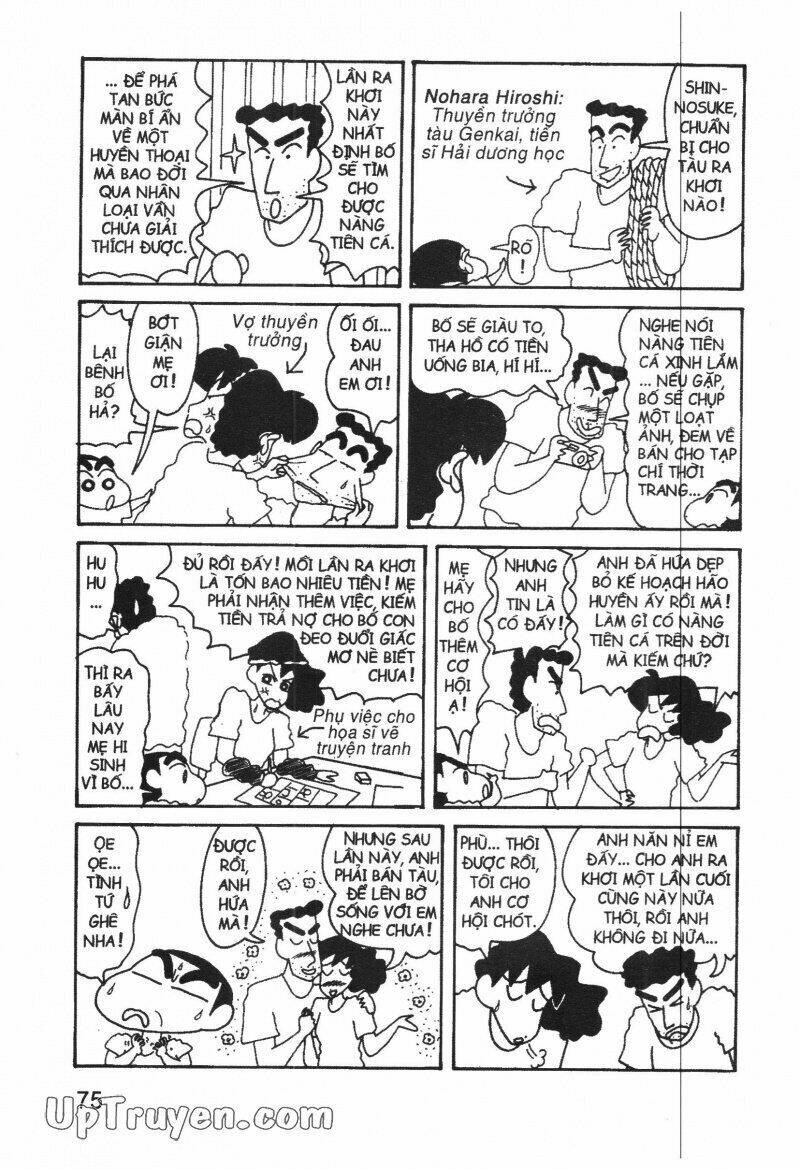 SHIN-
NOSUKE,
CHUẨN
BỊ CHO
TÀU RA
KHƠI
NÀO!
Nohara Hiroshi:
Thuyền trưởng
tàu Genkai, tiến
sĩ Hải dương học
RÕ
!
LẦN RA
KHƠI
NÀY
NHẤT
ĐỊNH BỐ
SẼ TÌM
CHO
ĐƯỢC
NÀNG
TIÊN CÁ.
... ĐỂ PHÁ
TAN BỨC
MÀN BÍ ẨN
VỀ MỘT
HUYỀN THOẠI
MÀ BAO ĐỜI
QUA NHÂN
LOẠI VẪN
CHƯA GIẢI
THÍCH ĐƯỢC.
NGHE NÓI
NÀNG TIÊN
CÁ XINH LẮM
... NẾU GẶP,
BỐ SẼ CHỤP
MỘT LOẠT
ẢNH, ĐEM VỀ
BÁN CHO TẠP
CHÍ THỜI
TRANG...
BỐ SẼ GIÀU TO,
THA HỒ CÓ TIỀN
UỐNG BIA, HÍ HÍ...
ỐI ỐI...
ĐAU
ANH
EM ƠI!
Vợ thuyền
trưởng
BỚT
GIẬN
MẸ
ƠI!
LẠI
BÊNH
BỐ
HẢ?
ANH ĐÃ HỨA DẸP
BỎ KẾ HOẠCH HÃO
HUYỀN ẤY RỒI MÀ!
LÀM GÌ CÓ NÀNG
TIÊN CÁ TRÊN ĐỜI
MÀ KIẾM CHỨ?
NHƯNG
ANH
TIN LÀ
CÓ ĐẤY!
MẸ
HÃY
CHO
BỐ
THÊM
CƠ
HỘI
Ạ!
ĐỦ RỒI ĐẤY! MỖI LẦN RA KHƠI
LÀ TỐN BAO NHIÊU TIỀN! MẸ
PHẢI NHẬN THÊM VIỆC, KIẾM
TIỀN TRẢ NỢ CHO BỐ CON
ĐEO ĐUỔI GIẤC
MƠ NÈ BIẾT
CHƯA!
Phụ việc cho
họa sĩ vẽ
truyện tranh
HU
HU
...
THÌ RA
BẤY
LÂU
NAY
MẸ HI
SINH
VÌ BỐ...
ANH NĂN NỈ EM
ĐẤY... CHO ANH RA
KHƠI MỘT LẦN CUỐI
CÙNG NÀY NỮA
THÔI, RỒI ANH
KHÔNG ĐI NỮA...
PHÙ... THÔI
ĐƯỢC RỒI,
TÔI CHO
ANH CƠ
HỘI CHÓT.
NHƯNG SAU
LẦN NÀY, ANH
PHẢI BÁN TÀU,
ĐỂ LÊN BỜ
SỐNG VỚI EM
NGHE CHƯA!
ĐƯỢC
RỒI,
ANH
HỨA
MÀ!
ỌE
ỌE...
TÌNH
TỨ
GHÊ
NHA!
75
UpTruyen.com